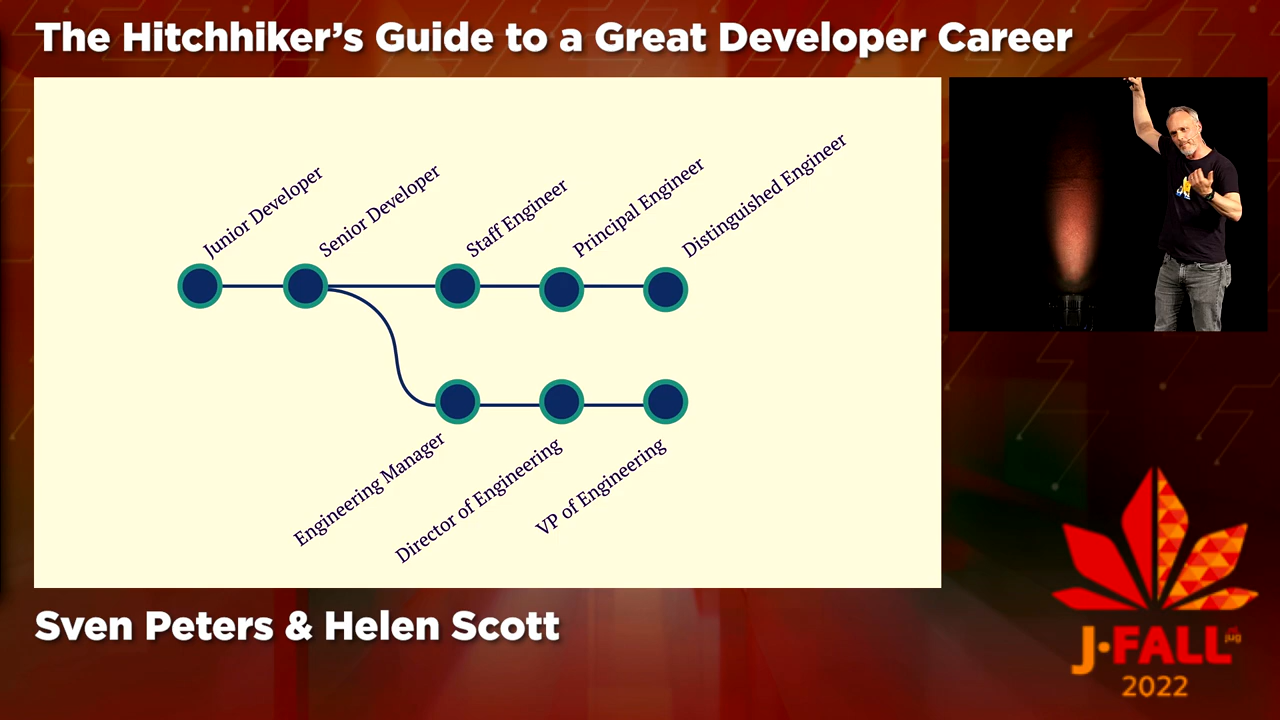 The Hitchhiker's Guide to a Great Developer Career
Junior Developer
Senior Developer
Staff Engineer
Principal Engineer
Distinguished Engineer
Engineering Manager
Director of Engineering
VP of Engineering
Sven Peters & Helen Scott
J•FALL
jug
2022